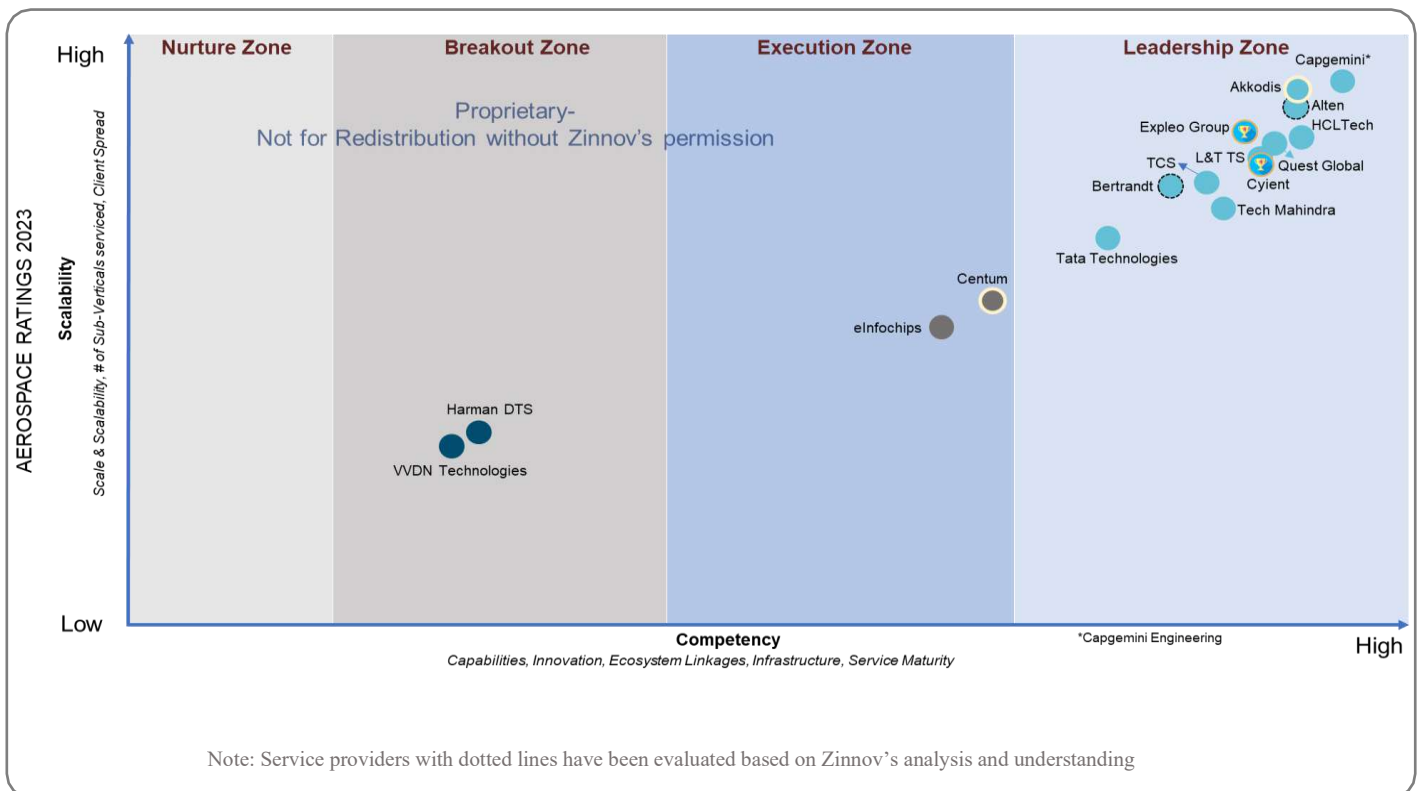 Nurture Zone
Breakout Zone
Execution Zone
Leadership Zone
High
Capgemini*
Akkodis
Alten
Proprietary-
Not for Redistribution without Zinnov's permission
Expleo Group
HCLTech
TCS
L&T TS
Quest Global
Bertrandt
Cyient
Tech Mahindra
Tata Technologies
Centum
eInfochips
Harman DTS
VVDN Technologies
AEROSPACE RATINGS 2023
Scalability
Scale & Scalability, # of Sub-Verticals serviced, Client Spread
Low
Competency
*Capgemini Engineering
High
Capabilities, Innovation, Ecosystem Linkages, Infrastructure, Service Maturity
Note: Service providers with dotted lines have been evaluated based on Zinnov's analysis and understanding